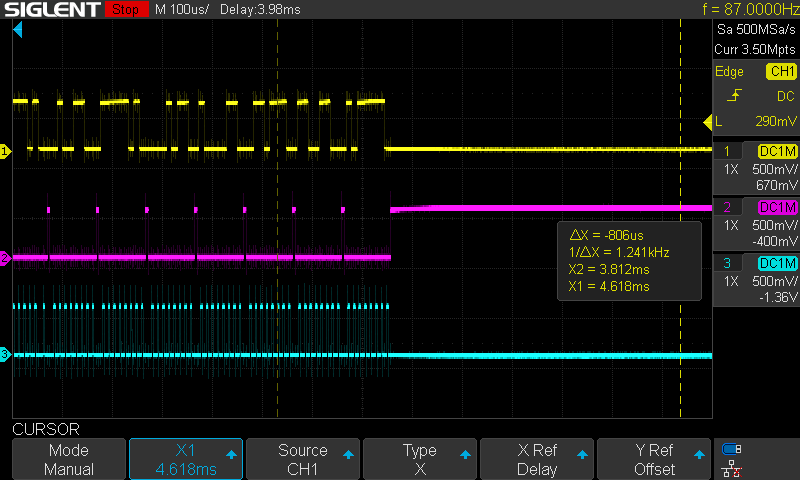 SIGLENT Stop M 100us/ Delay:3.98ms f = 87.0000Hz
Sa 500MSa/s
Curr 3.50Mpts
Edge CH1
DC
L 290mV
1 DC1M
1X 500mV/
670mV
2 DC1M
1X 500mV/
-400mV
3 DC1M
1X 500mV/
-1.36V
1
2
3
ΔX = -806us
1/ΔX = 1.241kHz
X2 = 3.812ms
X1 = 4.618ms
CURSOR
Mode X1 Source Type X Ref Y Ref
Manual 4.618ms CH1 X Delay Offset